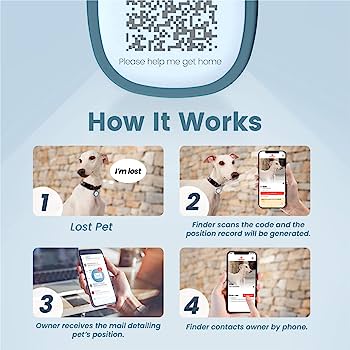 Please help me get home
How It Works
I'm lost
1
Lost Pet
2
Finder scans the code and the
position record will be generated.
3
Owner receives the mail detailing
pet's position.
4
Finder contacts owner by phone.